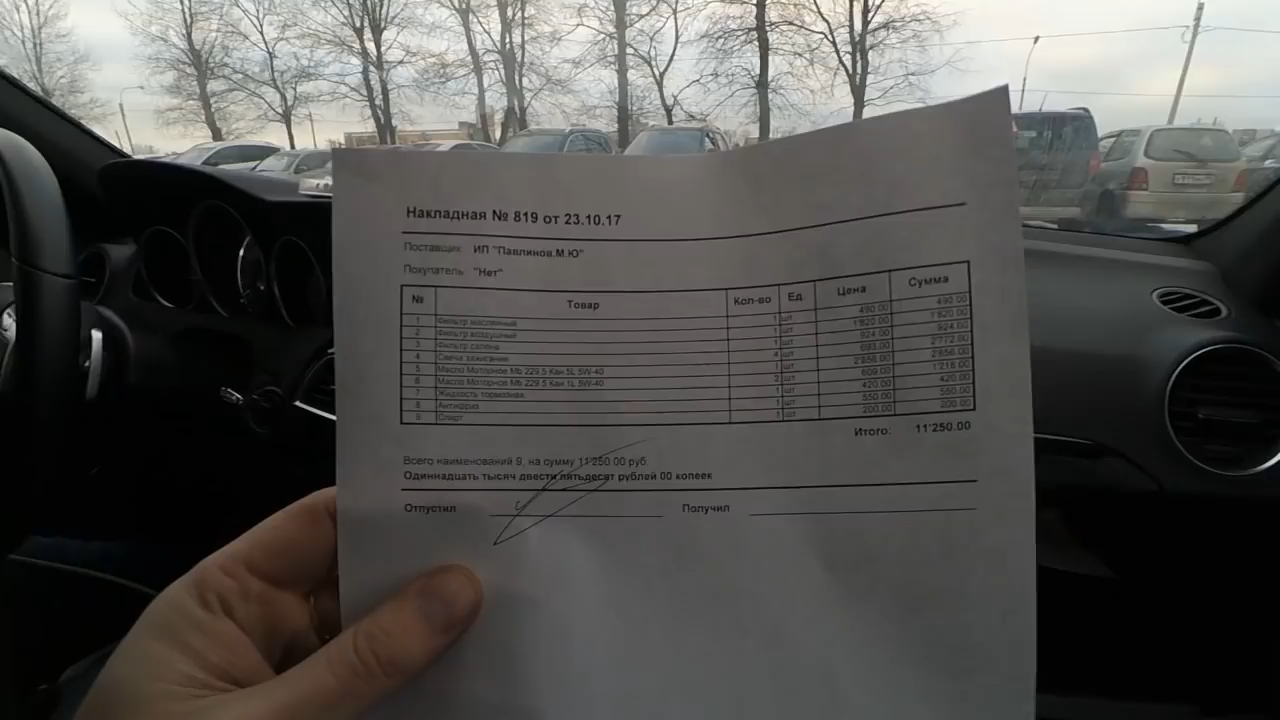 Накладная № 819 от 23.10.17
Поставщик: ИП "Павлинов.М.Ю"
Покупатель: "Нет"
№ Товар Кол-во Ед. Цена Сумма
1 Фильтр маслянный 1 шт 490.00 490.00
2 Фильтр воздушный 1 шт 1'820.00 1'820.00
3 Фильтр салона 1 шт 924.00 924.00
4 Свеча зажигания 4 шт 693.00 2'772.00
5 Масло Моторное Mb 229.5 Кан.5L 5W-40 1 шт 2'856.00 2'856.00
6 Масло Моторное Mb 229.5 Кан.1L 5W-40 2 шт 609.00 1'218.00
7 Жидкость тормозная 1 шт 420.00 420.00
8 Антифриз 1 шт 550.00 550.00
9 1 шт 200.00 200.00
Итого: 11'250.00
Всего наименований 9, на сумму 11'250.00 руб.
Одиннадцать тысяч двести пятьдесят рублей 00 копеек
Отпустил Получил